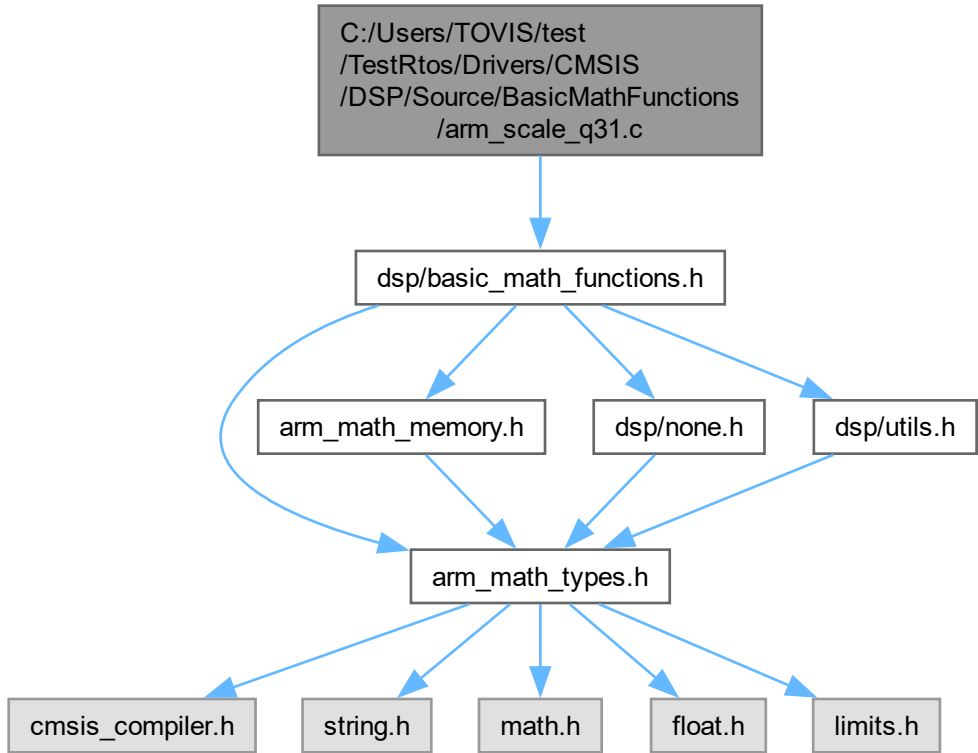 C:/Users/TOVIS/test
/TestRtos/Drivers/CMSIS
/DSP/Source/BasicMathFunctions
/arm_scale_q31.c
dsp/basic_math_functions.h
arm_math_memory.h
dsp/none.h
dsp/utils.h
arm_math_types.h
cmsis_compiler.h
string.h
math.h
float.h
limits.h